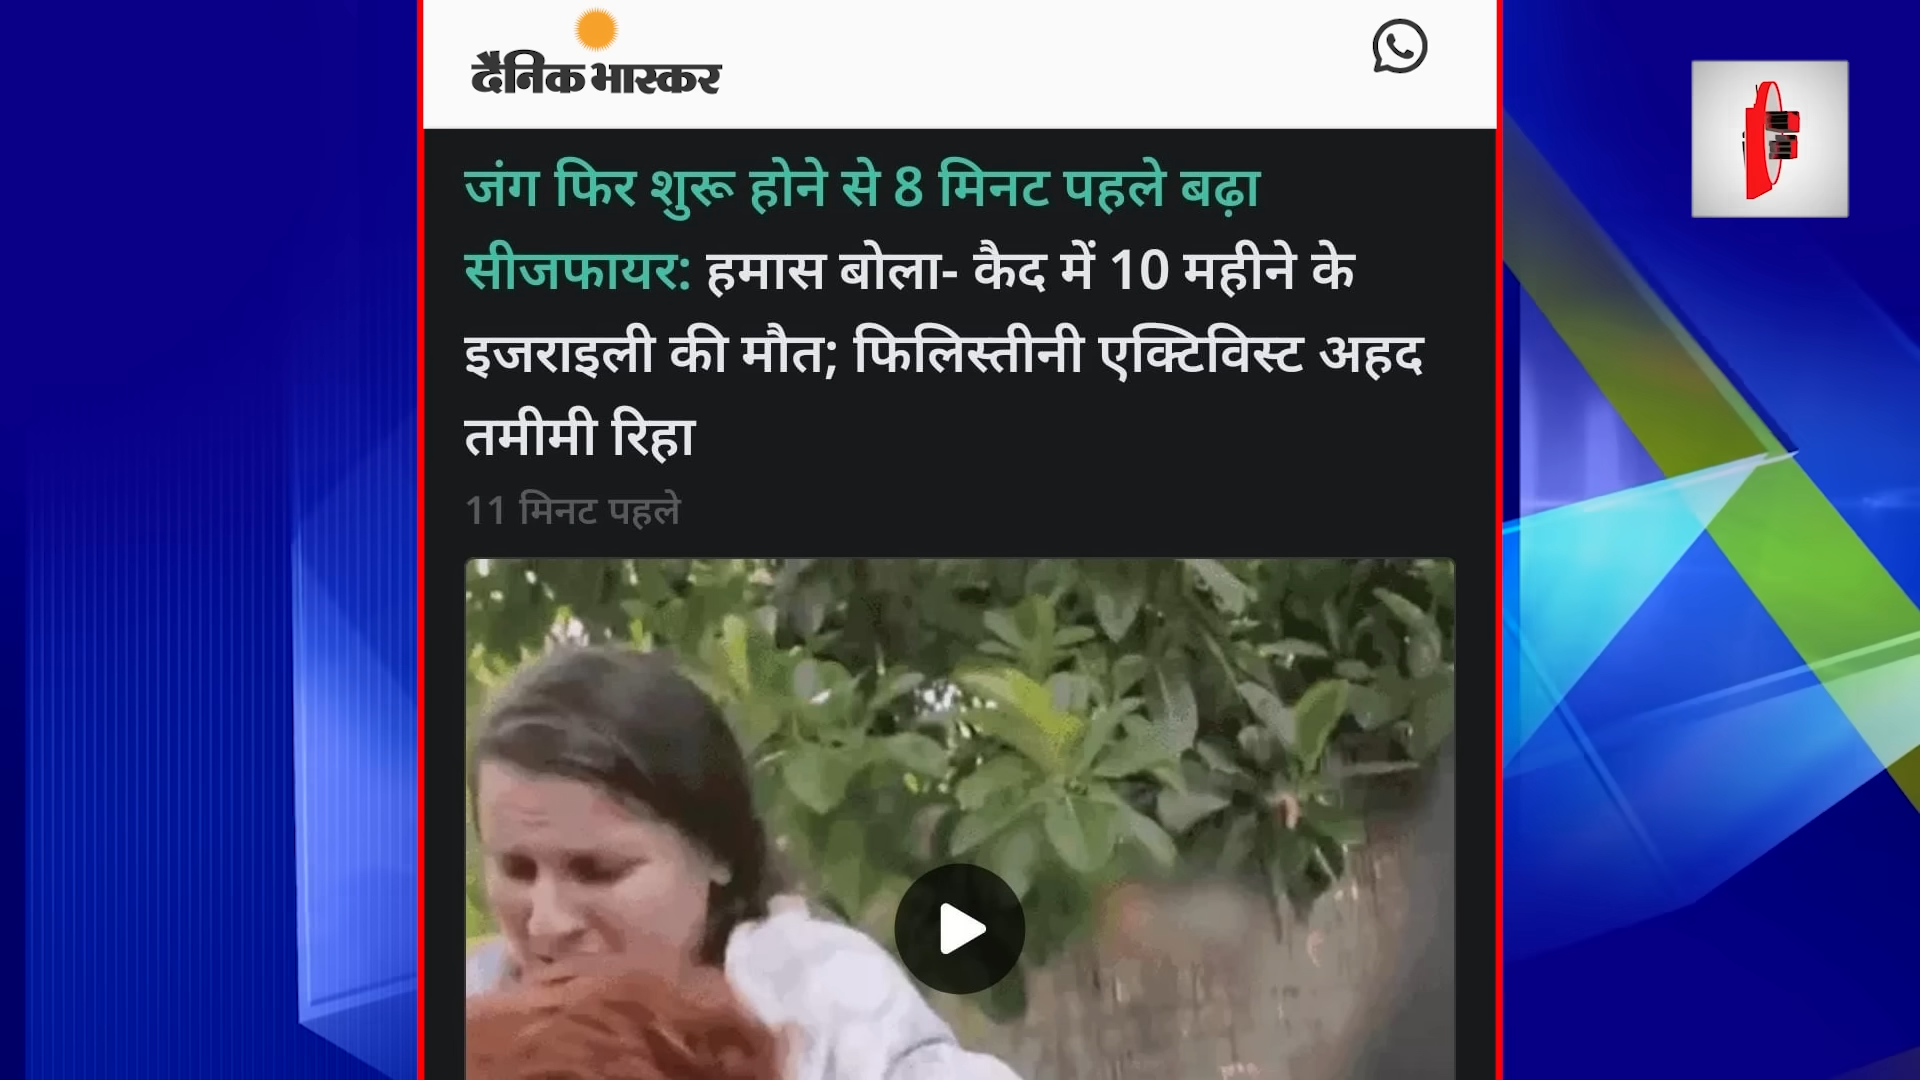 दैनिक भास्कर
जंग फिर शुरू होने से 8 मिनट पहले बढ़ा
सीजफायर: हमास बोला- कैद में 10 महीने के
इजराइली की मौत; फिलिस्तीनी एक्टिविस्ट अहद
तमीमी रिहा
11 मिनट पहले